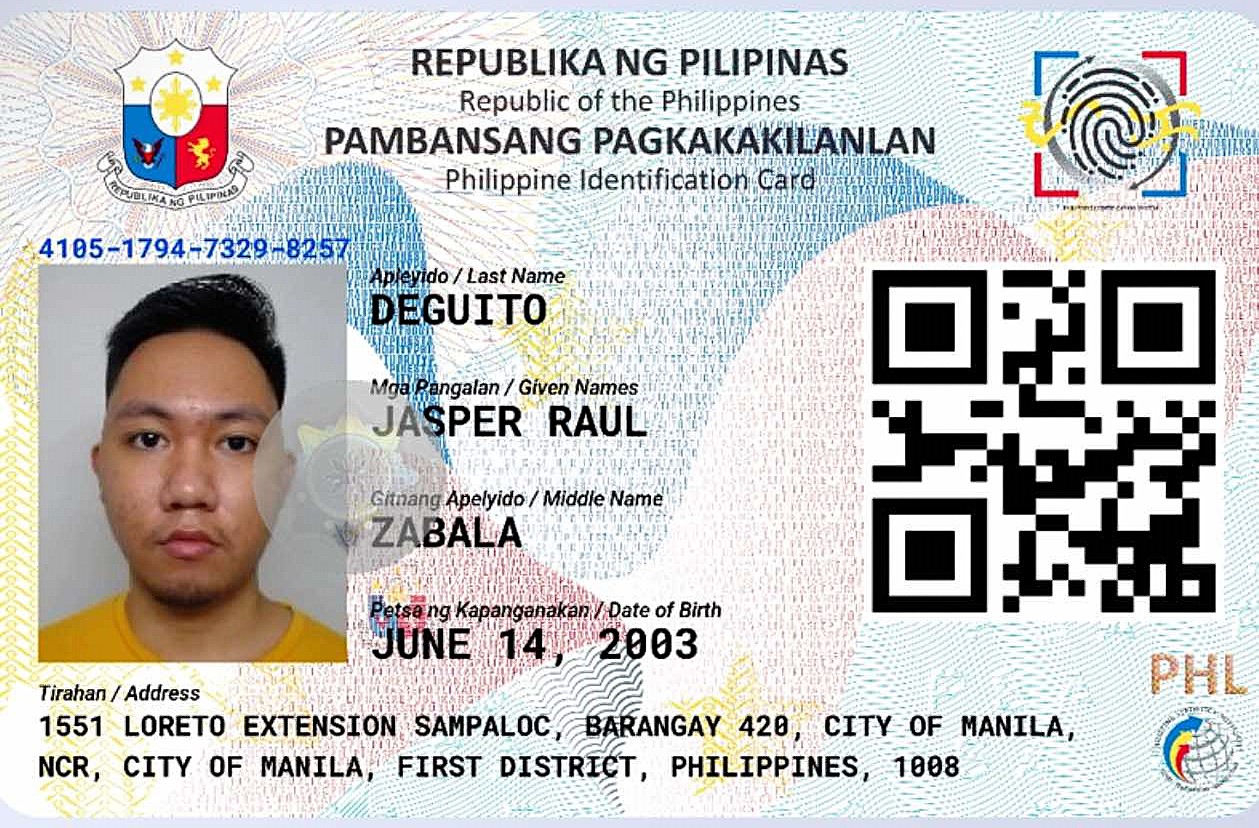 REPUBLIKA NG PILIPINAS
Republic of the Philippines
PAMBANSANG PAGKAKAKILANLAN
Philippine Identification Card
REPUBLIKA NG PILIPINAS
4105-1794-7329-8257
Apleyido / Last Name
DEGUITO
Mga Pangalan / Given Names
JASPER RAUL
Gitnang Apelyido / Middle Name
ZABALA
Petsa ng Kapanganakan / Date of Birth
JUNE 14, 2003
PHL
Tirahan / Address
1551 LORETO EXTENSION SAMPALOC, BARANGAY 420, CITY OF MANILA,
NCR, CITY OF MANILA, FIRST DISTRICT, PHILIPPINES, 1008